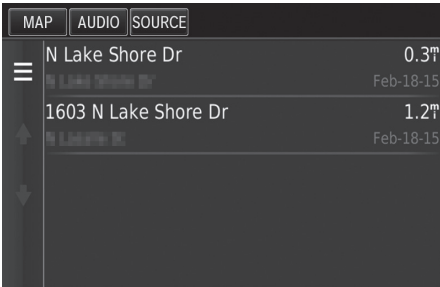 MAP AUDIO SOURCE
N Lake Shore Dr 0.3
Feb-18-15
1603 N Lake Shore Dr 1.2
Feb-18-15